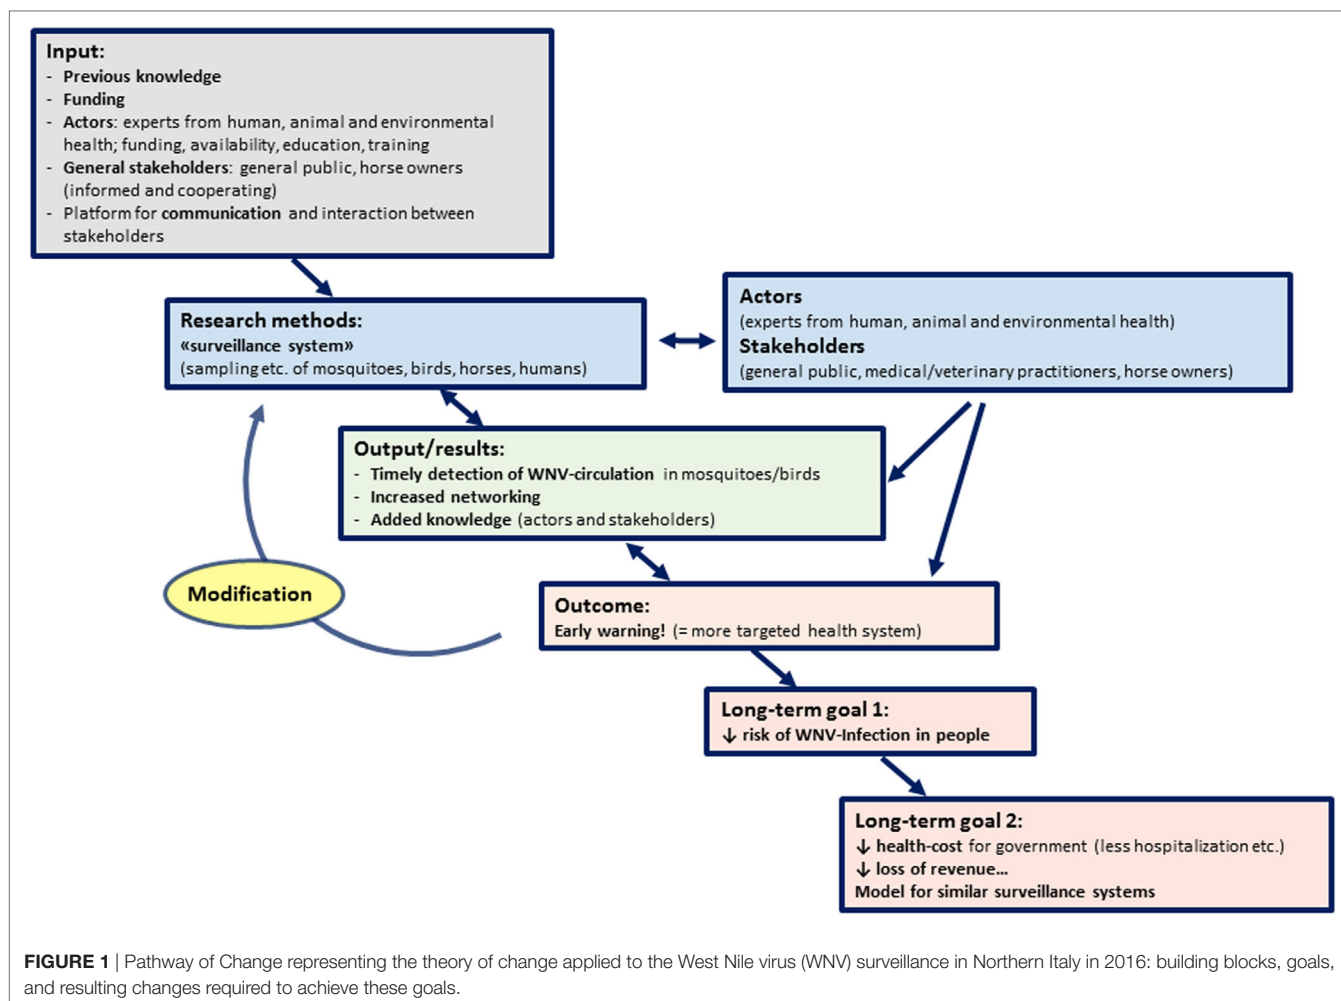 Input:
- Previous knowledge
- Funding
- Actors: experts from human, animal and environmental
health; funding, availability, education, training
- General stakeholders: general public, horse owners
(informed and cooperating)
- Platform for communication and interaction between
stakeholders
Research methods:
«surveillance system»
(sampling etc. of mosquitoes, birds, horses, humans)
Actors
(experts from human, animal and environmental health)
Stakeholders
(general public, medical/veterinary practitioners, horse owners)
Output/results:
- Timely detection of WNV-circulation in mosquitoes/birds
- Increased networking
- Added knowledge (actors and stakeholders)
Modification
Outcome:
Early warning! (= more targeted health system)
Long-term goal 1:
↓ risk of WNV-Infection in people
Long-term goal 2:
↓ health-cost for government (less hospitalization etc.)
↓ loss of revenue...
Model for similar surveillance systems
FIGURE 1 | Pathway of Change representing the theory of change applied to the West Nile virus (WNV) surveillance in Northern Italy in 2016: building blocks, goals,
and resulting changes required to achieve these goals.